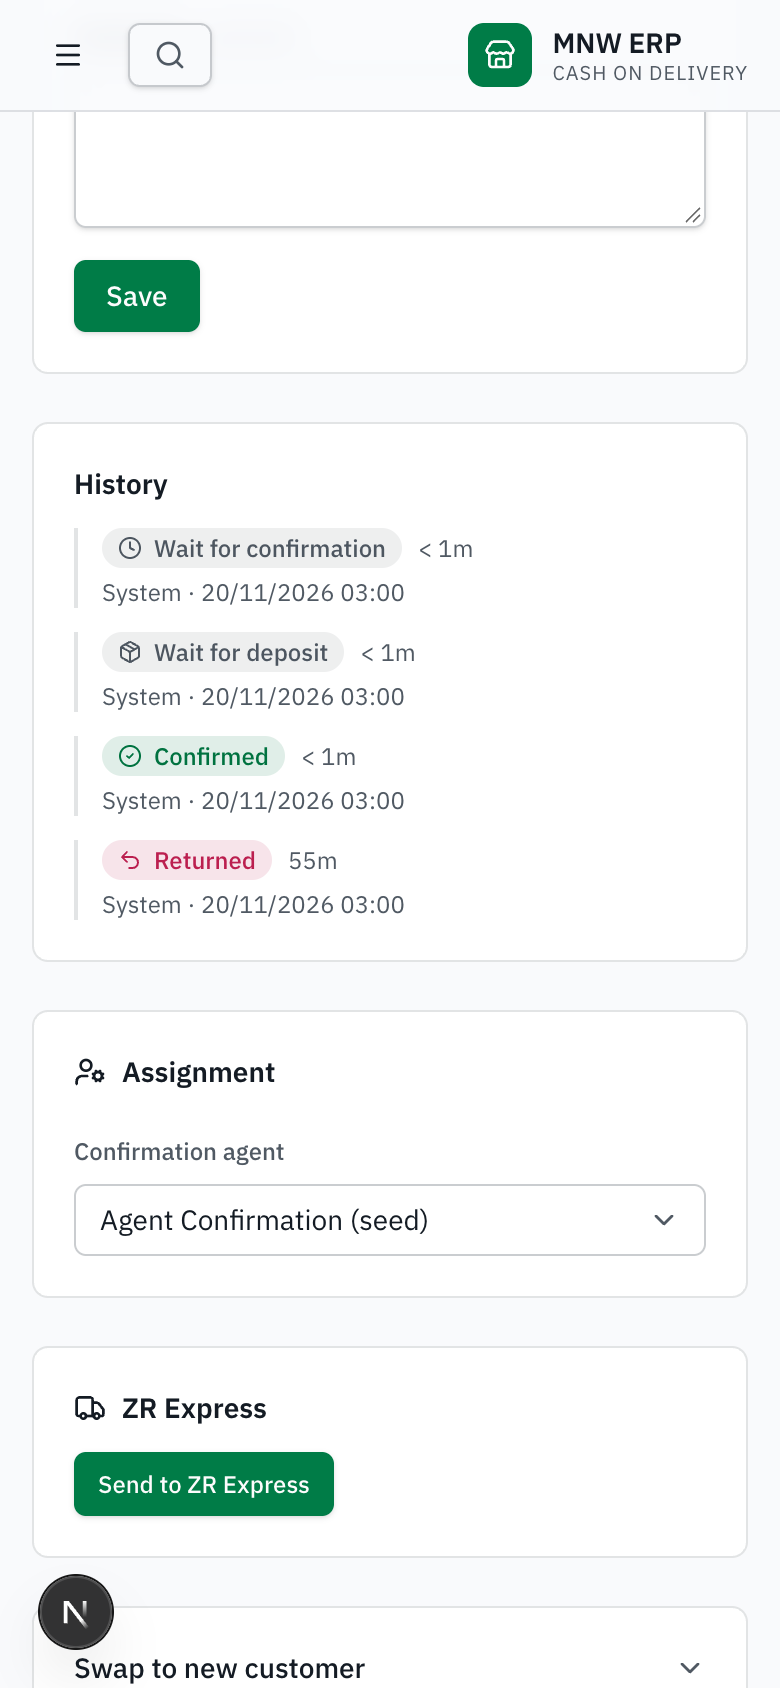 MNW ERP
CASH ON DELIVERY
Save
History
Wait for confirmation < 1m
System · 20/11/2026 03:00
Wait for deposit < 1m
System · 20/11/2026 03:00
Confirmed < 1m
System · 20/11/2026 03:00
Returned 55m
System · 20/11/2026 03:00
Assignment
Confirmation agent
Agent Confirmation (seed)
ZR Express
Send to ZR Express
N
Swap to new customer